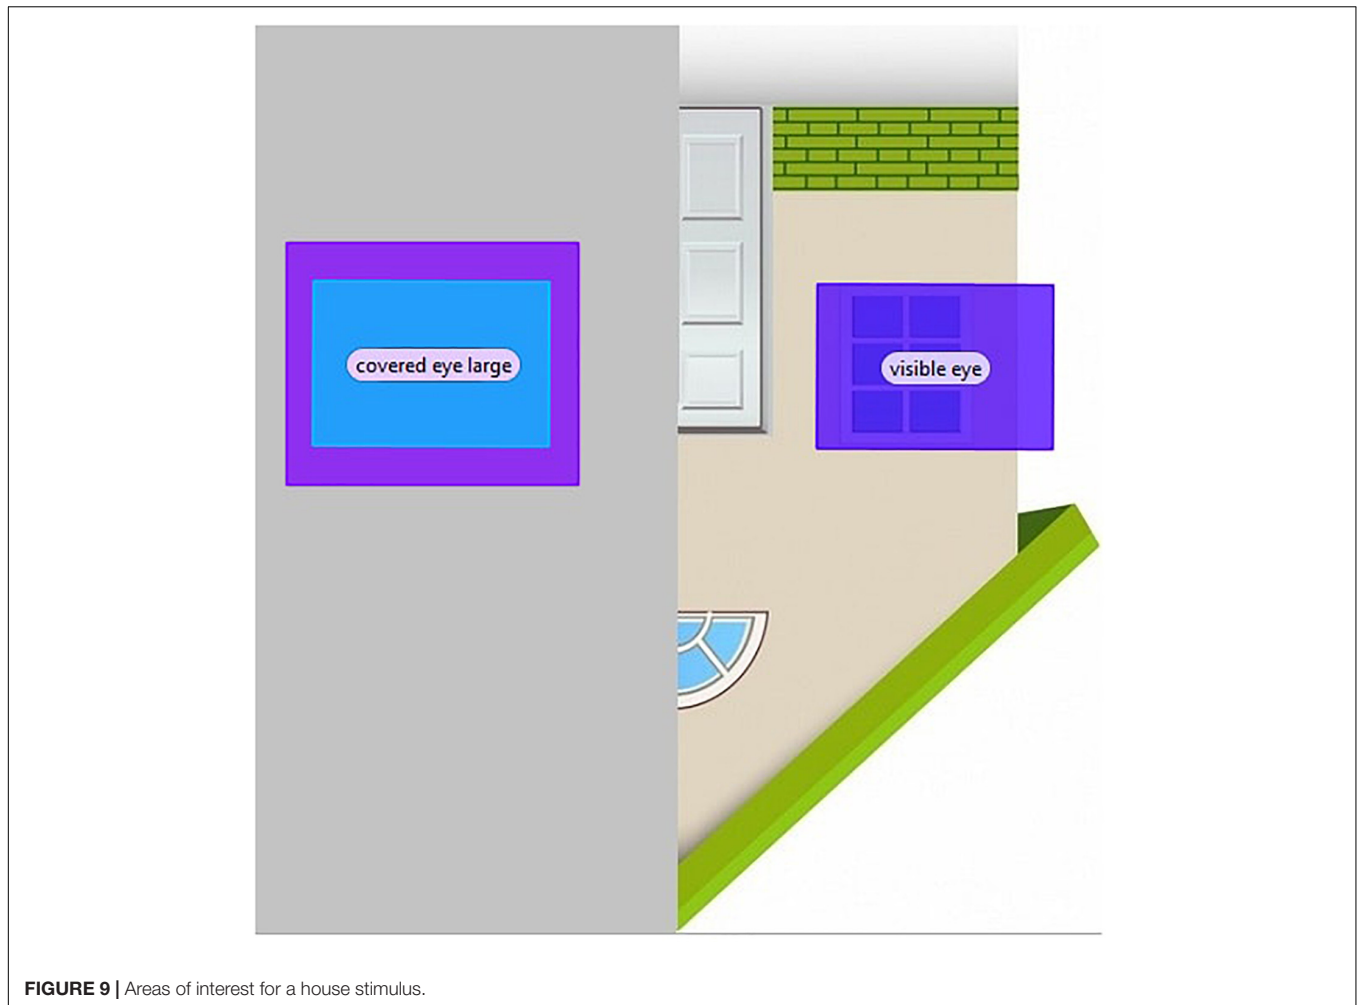 covered eye large
visible eye
FIGURE 9 | Areas of interest for a house stimulus.